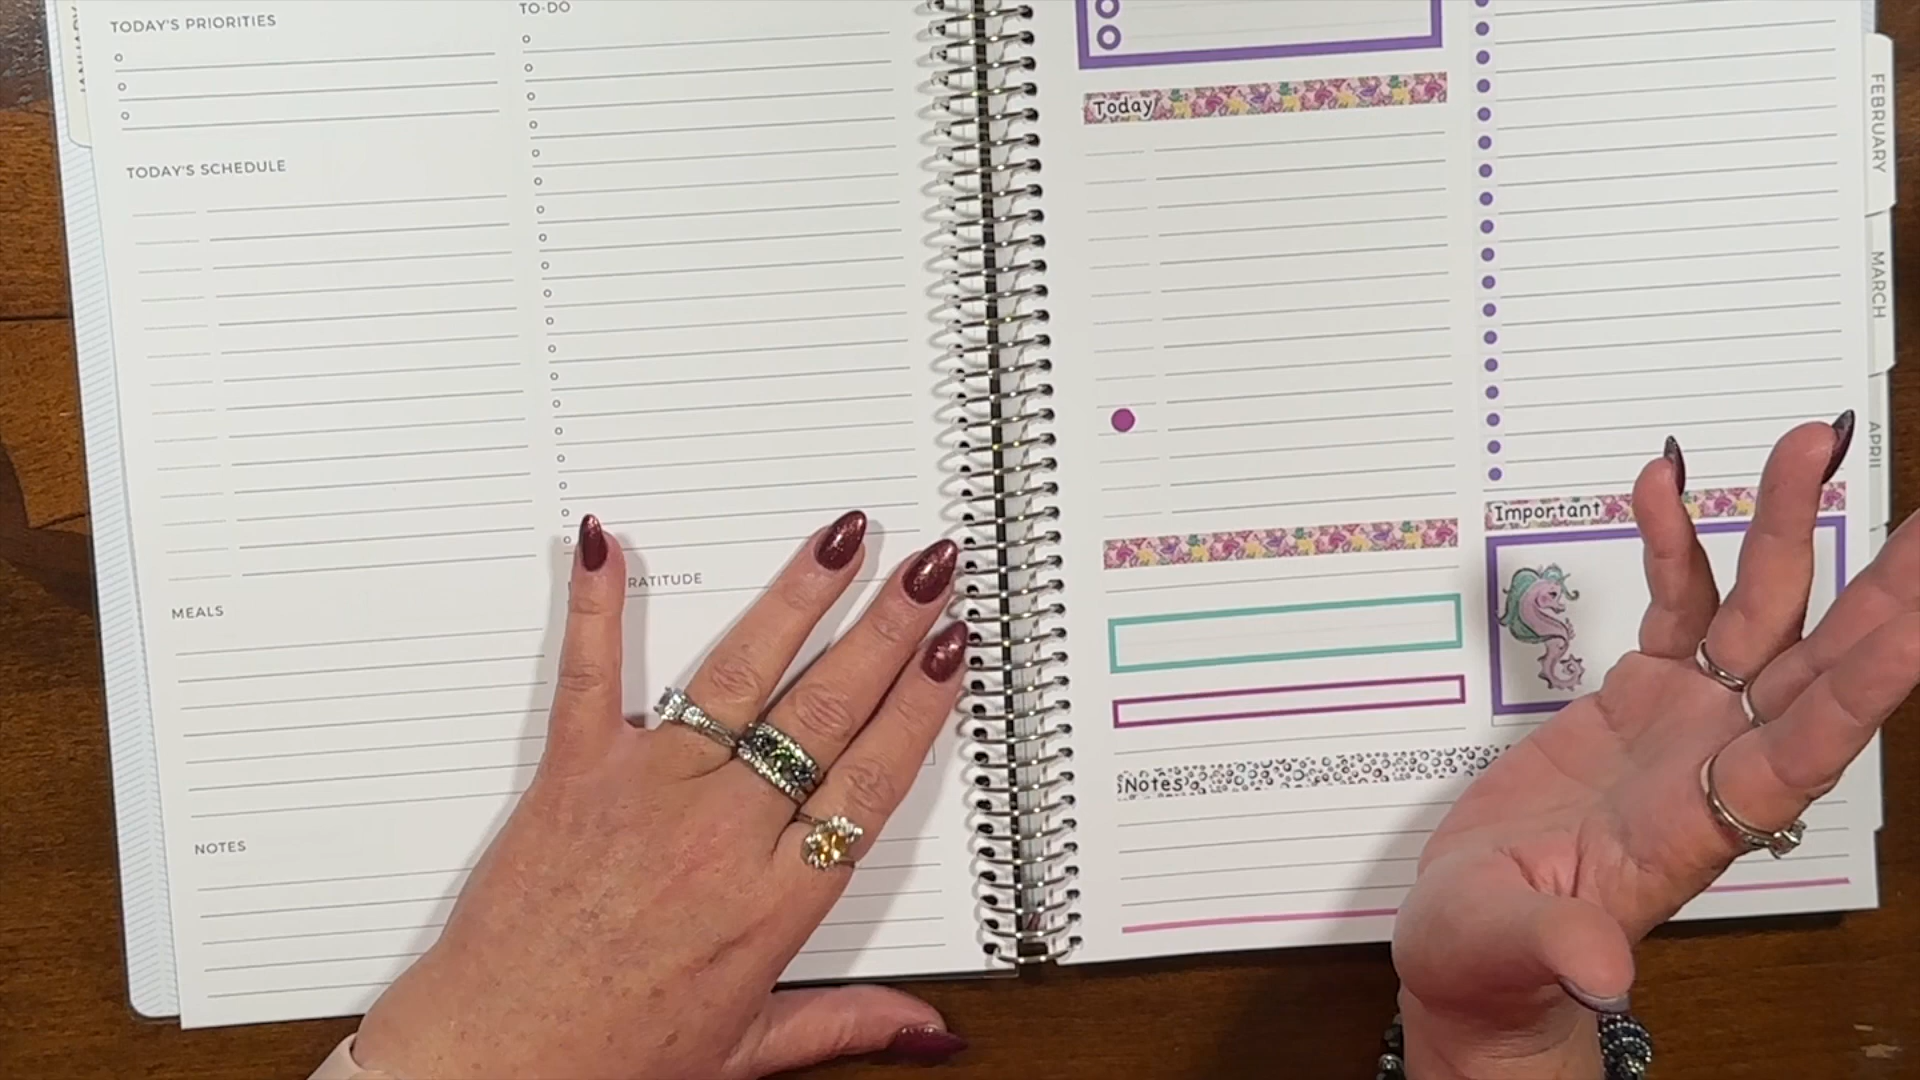 TODAY'S PRIORITIES
TO-DO
TODAY'S SCHEDULE
RATITUDE
MEALS
NOTES
Today
Important
Notes
FEBRUARY
MARCH
APRIL